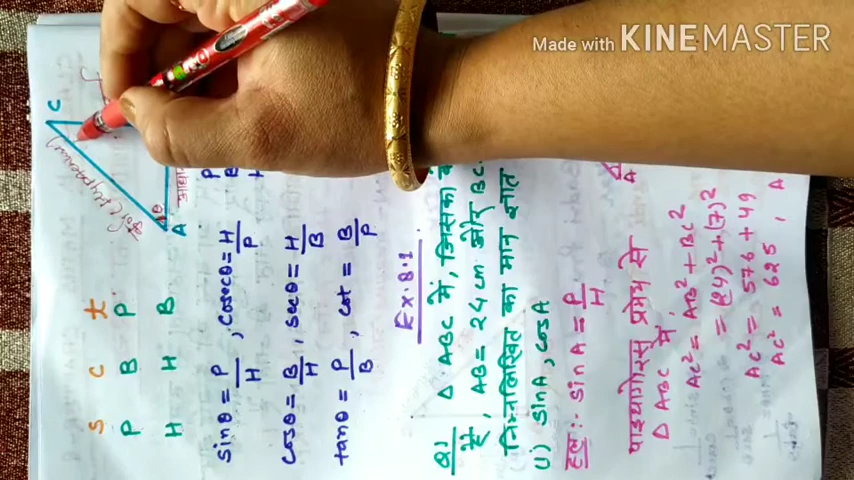 Made with KINEMASTER
C
कर्ण (Hypotenuse)
θ
A
S C T
P B P
H H B
sinθ = P/H , cosecθ = H/P
cosθ = B/H , secθ = H/B
tanθ = P/B , cot = B/P
Ex. 8.1
Q1 Δ ABC में, जिसका
है, AB = 24 cm और BC
निम्नलिखित का मान ज्ञात
(i) sinA, cosA
हल :- sin A = P/H
पाइथागोरस प्रमेय से
Δ ABC में,
AC² = AB² + BC²
= (24)² + (7)²
AC² = 576 + 49
AC² = 625 , A